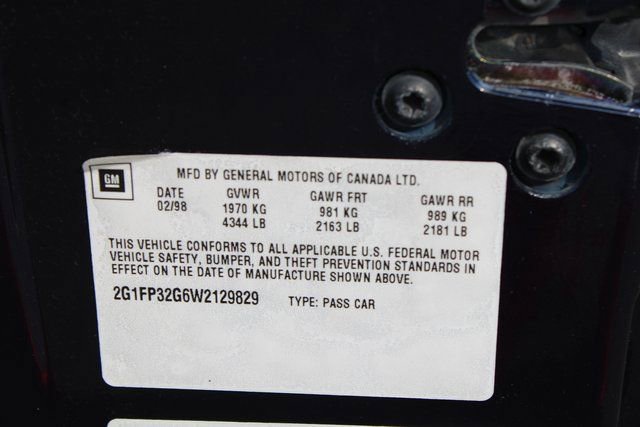 GM
MFD BY GENERAL MOTORS OF CANADA LTD.
DATE GVWR GAWR FRT GAWR RR
02/98 1970 KG 981 KG 989 KG
4344 LB 2163 LB 2181 LB
THIS VEHICLE CONFORMS TO ALL APPLICABLE U.S. FEDERAL MOTOR
VEHICLE SAFETY, BUMPER, AND THEFT PREVENTION STANDARDS IN
EFFECT ON THE DATE OF MANUFACTURE SHOWN ABOVE.
2G1FP32G6W2129829 TYPE: PASS CAR